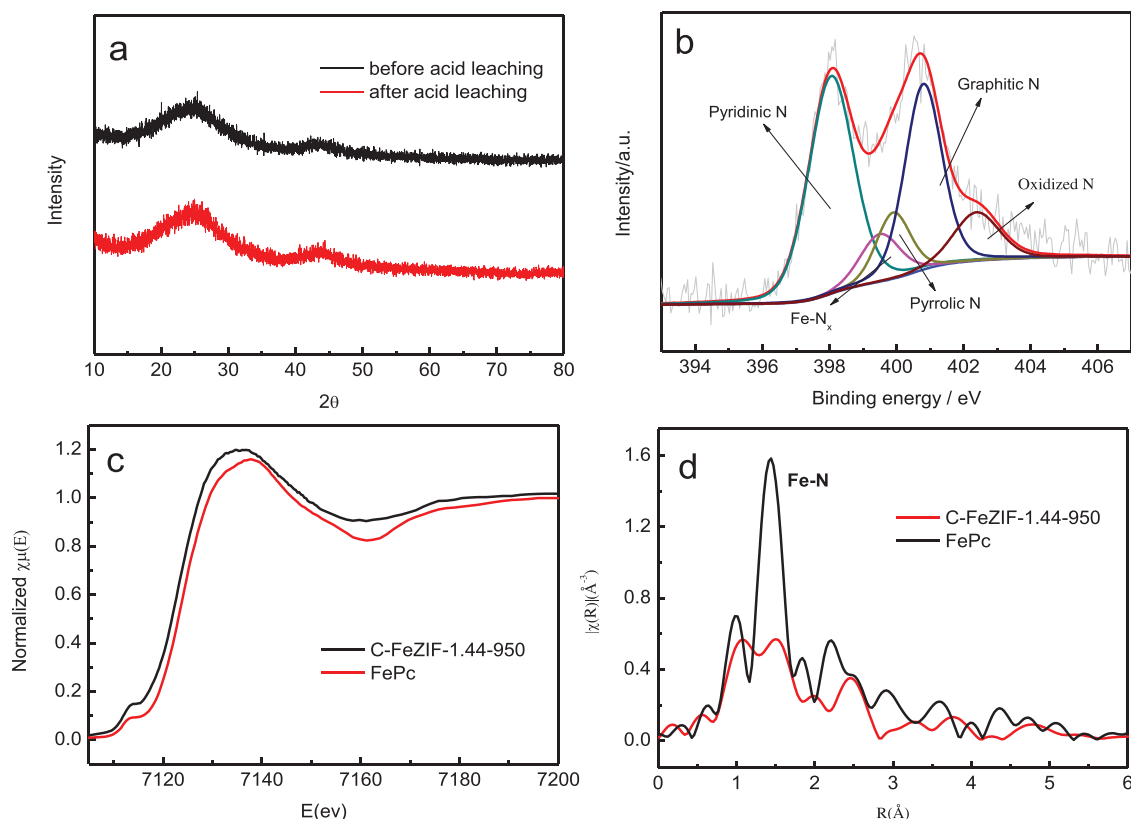 a
before acid leaching
after acid leaching
Intensity
10 20 30 40 50 60 70 80
2θ
b
Pyridinic N
Graphitic N
Oxidized N
Pyrrolic N
Fe-Nₓ
Intensity/a.u.
394 396 398 400 402 404 406
Binding energy / eV
c
1.2
1.0
0.8
0.6
0.4
0.2
0.0
Normalized χμ(E)
C-FeZIF-1.44-950
FePc
7120 7140 7160 7180 7200
E(ev)
d
Fe-N
1.6
1.2
0.8
0.4
0.0
|χ(R)|(Å⁻³)
C-FeZIF-1.44-950
FePc
0 1 2 3 4 5 6
R(Å)